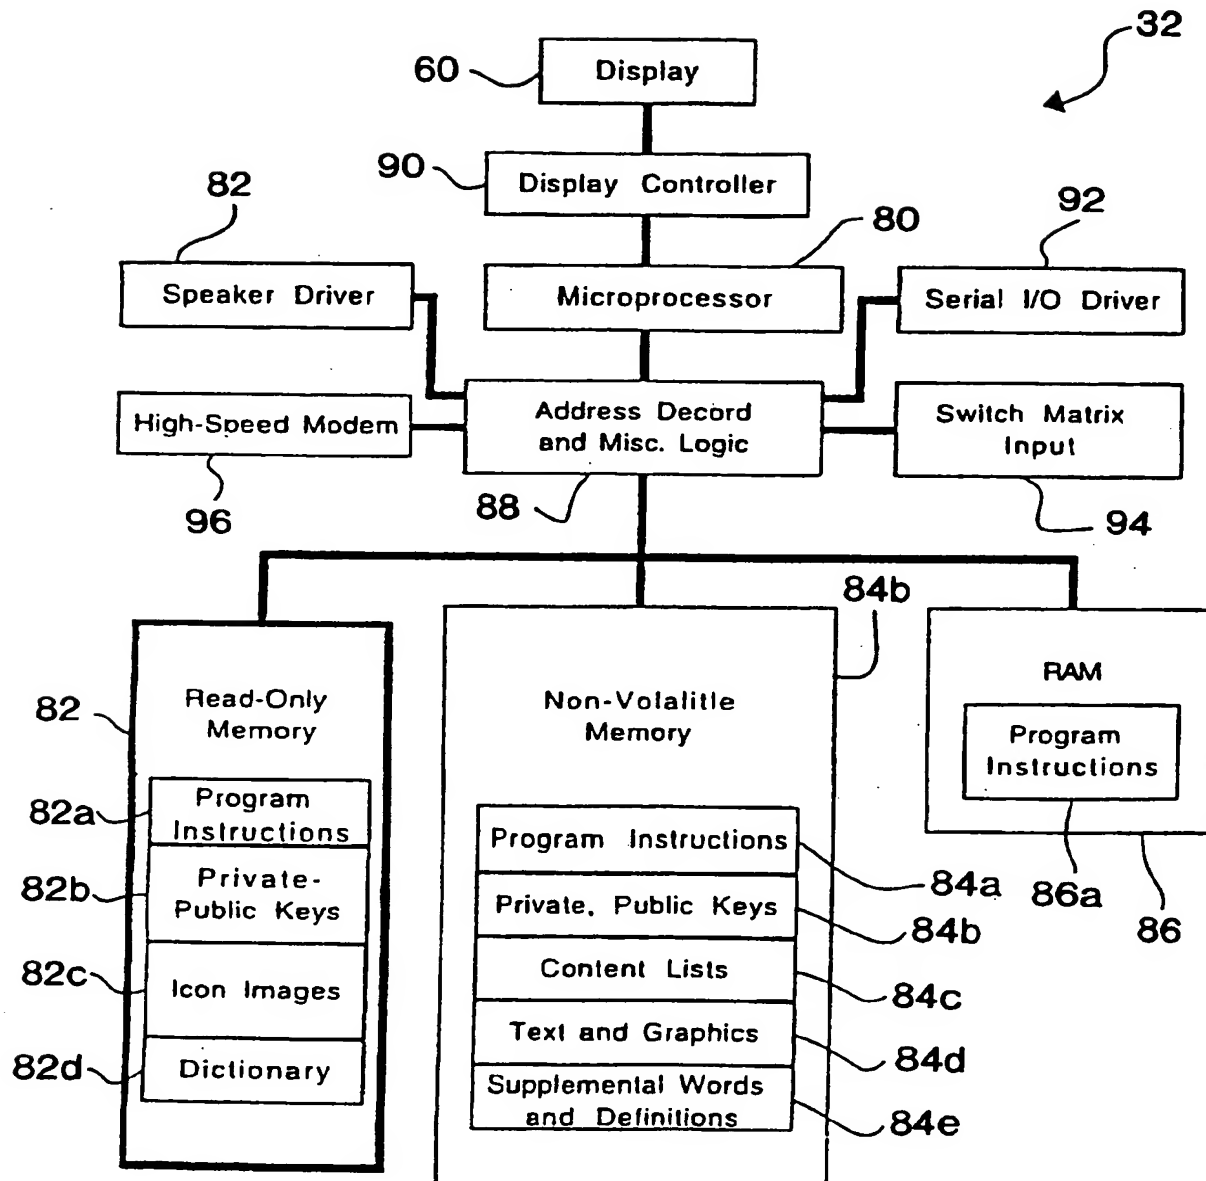 32
60
Display
90
Display Controller
82
80
92
Speaker Driver
Microprocessor
Serial I/O Driver
High-Speed Modem
Address Decord
and Misc. Logic
Switch Matrix
Input
96
88
94
84b
82
Read-Only
Memory
Non-Volalitle
Memory
RAM
Program
Instructions
82a
Program
Instructions
Program Instructions
84a
86a
86
82b
Private-
Public Keys
Private, Public Keys
84b
82c
Icon Images
Content Lists
84c
Text and Graphics
84d
82d
Dictionary
Supplemental Words
and Definitions
84e